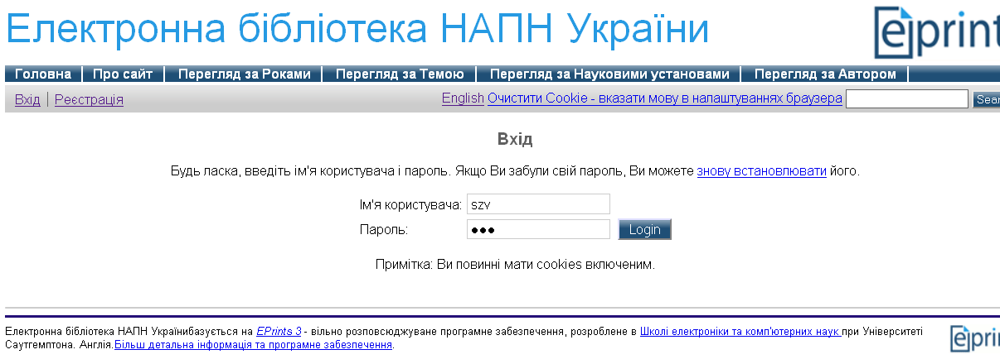 Електронна бібліотека НАПН України
eprint
Головна Про сайт Перегляд за Роками Перегляд за Темою Перегляд за Науковими установами Перегляд за Автором
Вхід | Реєстрація English Очистити Cookie - вказати мову в налаштуваннях браузера Sear
Вхід
Будь ласка, введіть ім'я користувача і пароль. Якщо Ви забули свій пароль, Ви можете знову встановлювати його.
Ім'я користувача: szv
Пароль: ●●● Login
Примітка: Ви повинні мати cookies включеним.
Електронна бібліотека НАПН Українибазується на EPrints 3 - вільно розповсюджуване програмне забезпечення, розроблене в Школі електроніки та комп'ютерних наук при Університеті
Саутгемптона. Англія.Більш детальна інформація та програмне забезпечення.
epri